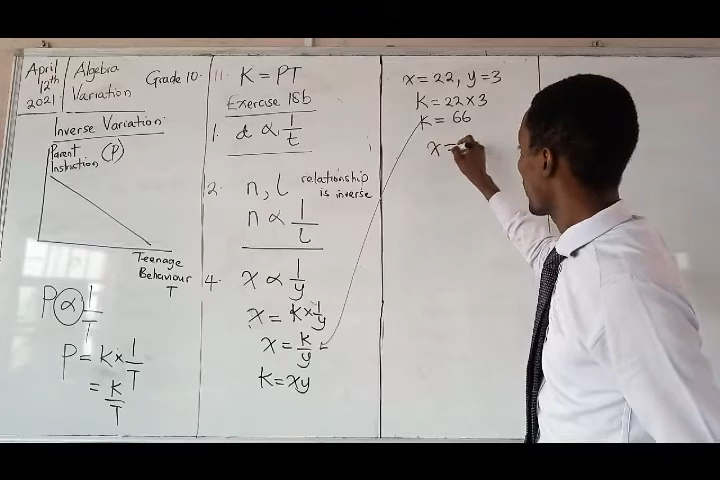 April
12th
2021
Algebra
Variation
Grade 10.
Inverse Variation.
Parent
Instruction (P)
Teenage
Behaviour
T
P ∝ 1/T
P = K × 1/T
= K/T
11. K = PT
Exercise 18b
1. d ∝ 1/t
2. n, l relationship
is inverse
n ∝ 1/l
4. x ∝ 1/y
x = K × 1/y
x = K/y
K = xy
x = 22, y = 3
K = 22 × 3
K = 66
x =